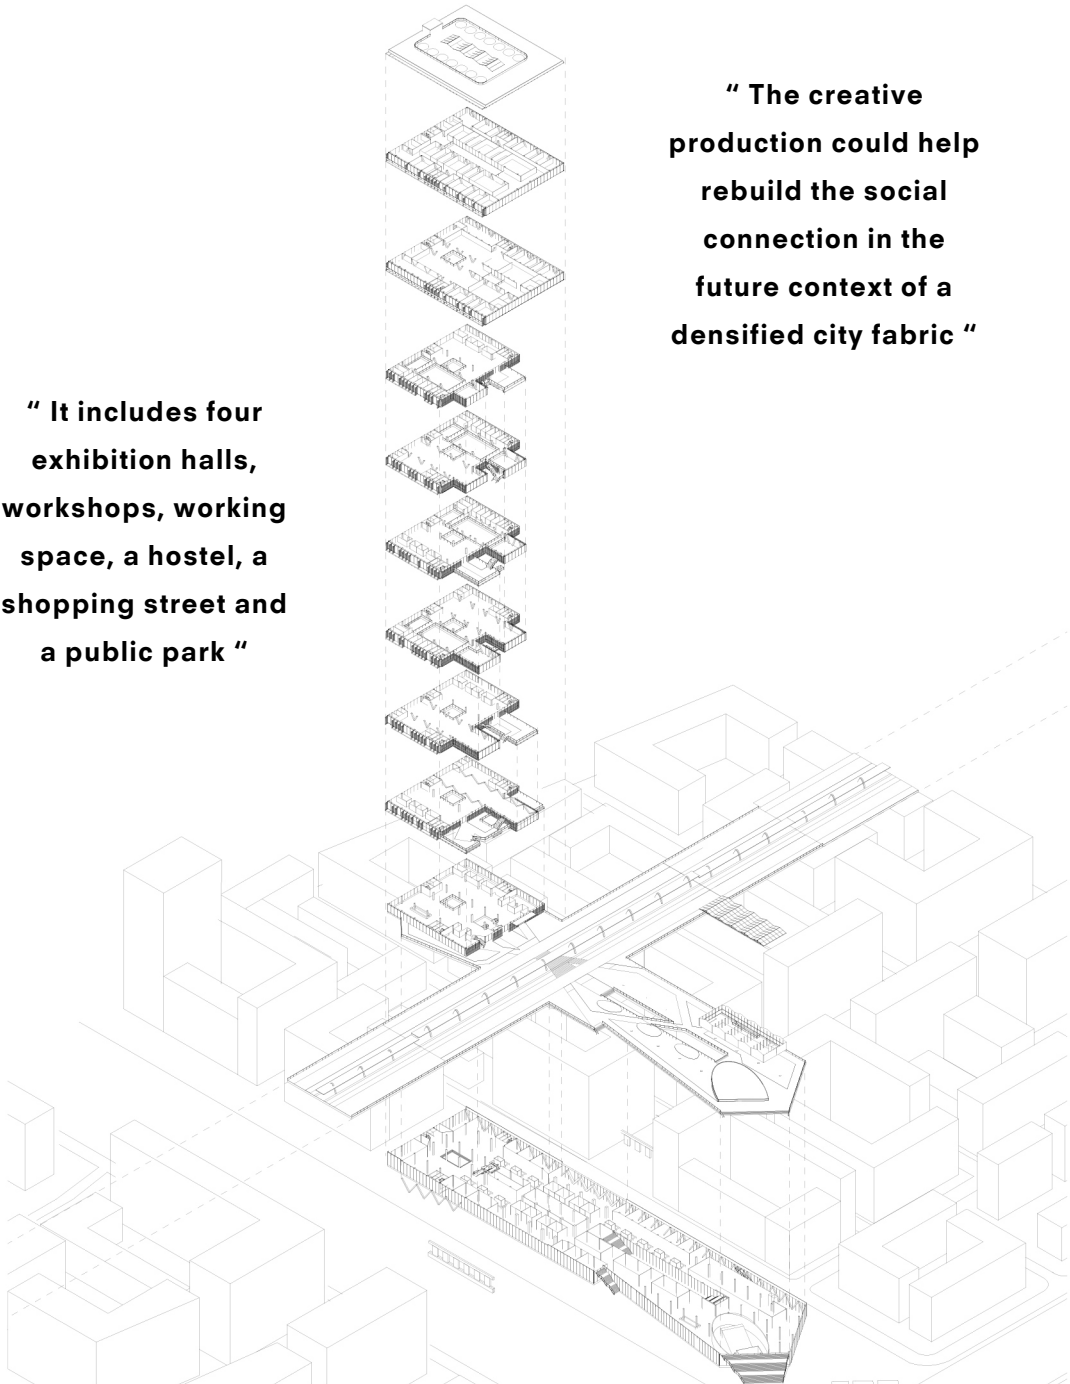 “ The creative
production could help
rebuild the social
connection in the
future context of a
densified city fabric “
“ It includes four
exhibition halls,
workshops, working
space, a hostel, a
shopping street and
a public park “